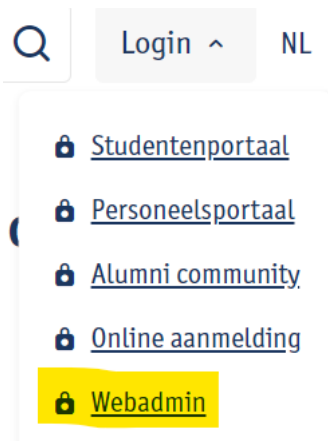 Login NL
Studentenportaal
Personeelsportaal
Alumni community
Online aanmelding
Webadmin